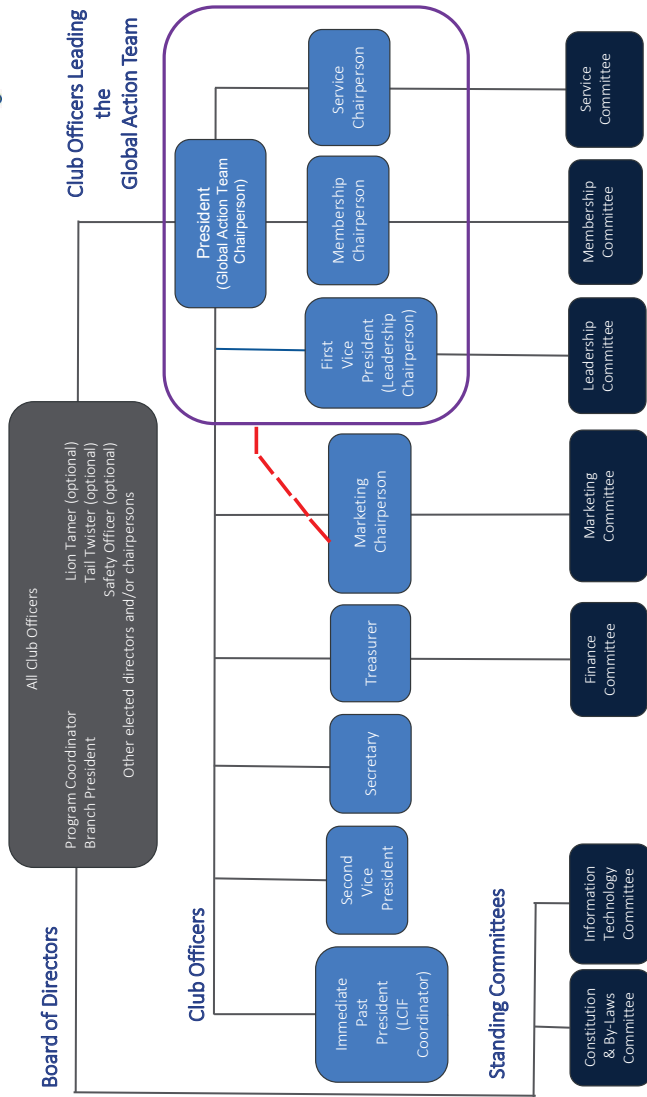 Board of Directors
All Club Officers
Program Coordinator
Branch President
Lion Tamer (optional)
Tail Twister (optional)
Safety Officer (optional)
Other elected directors and/or chairpersons
Club Officers Leading
the
Global Action Team
President
(Global Action Team
Chairperson)
Club Officers
Immediate
Past
President
(LCIF
Coordinator)
Second
Vice
President
Secretary
Treasurer
Marketing
Chairperson
First
Vice
President
(Leadership
Chairperson)
Membership
Chairperson
Service
Chairperson
Standing Committees
Constitution
& By-Laws
Committee
Information
Technology
Committee
Finance
Committee
Marketing
Committee
Leadership
Committee
Membership
Committee
Service
Committee